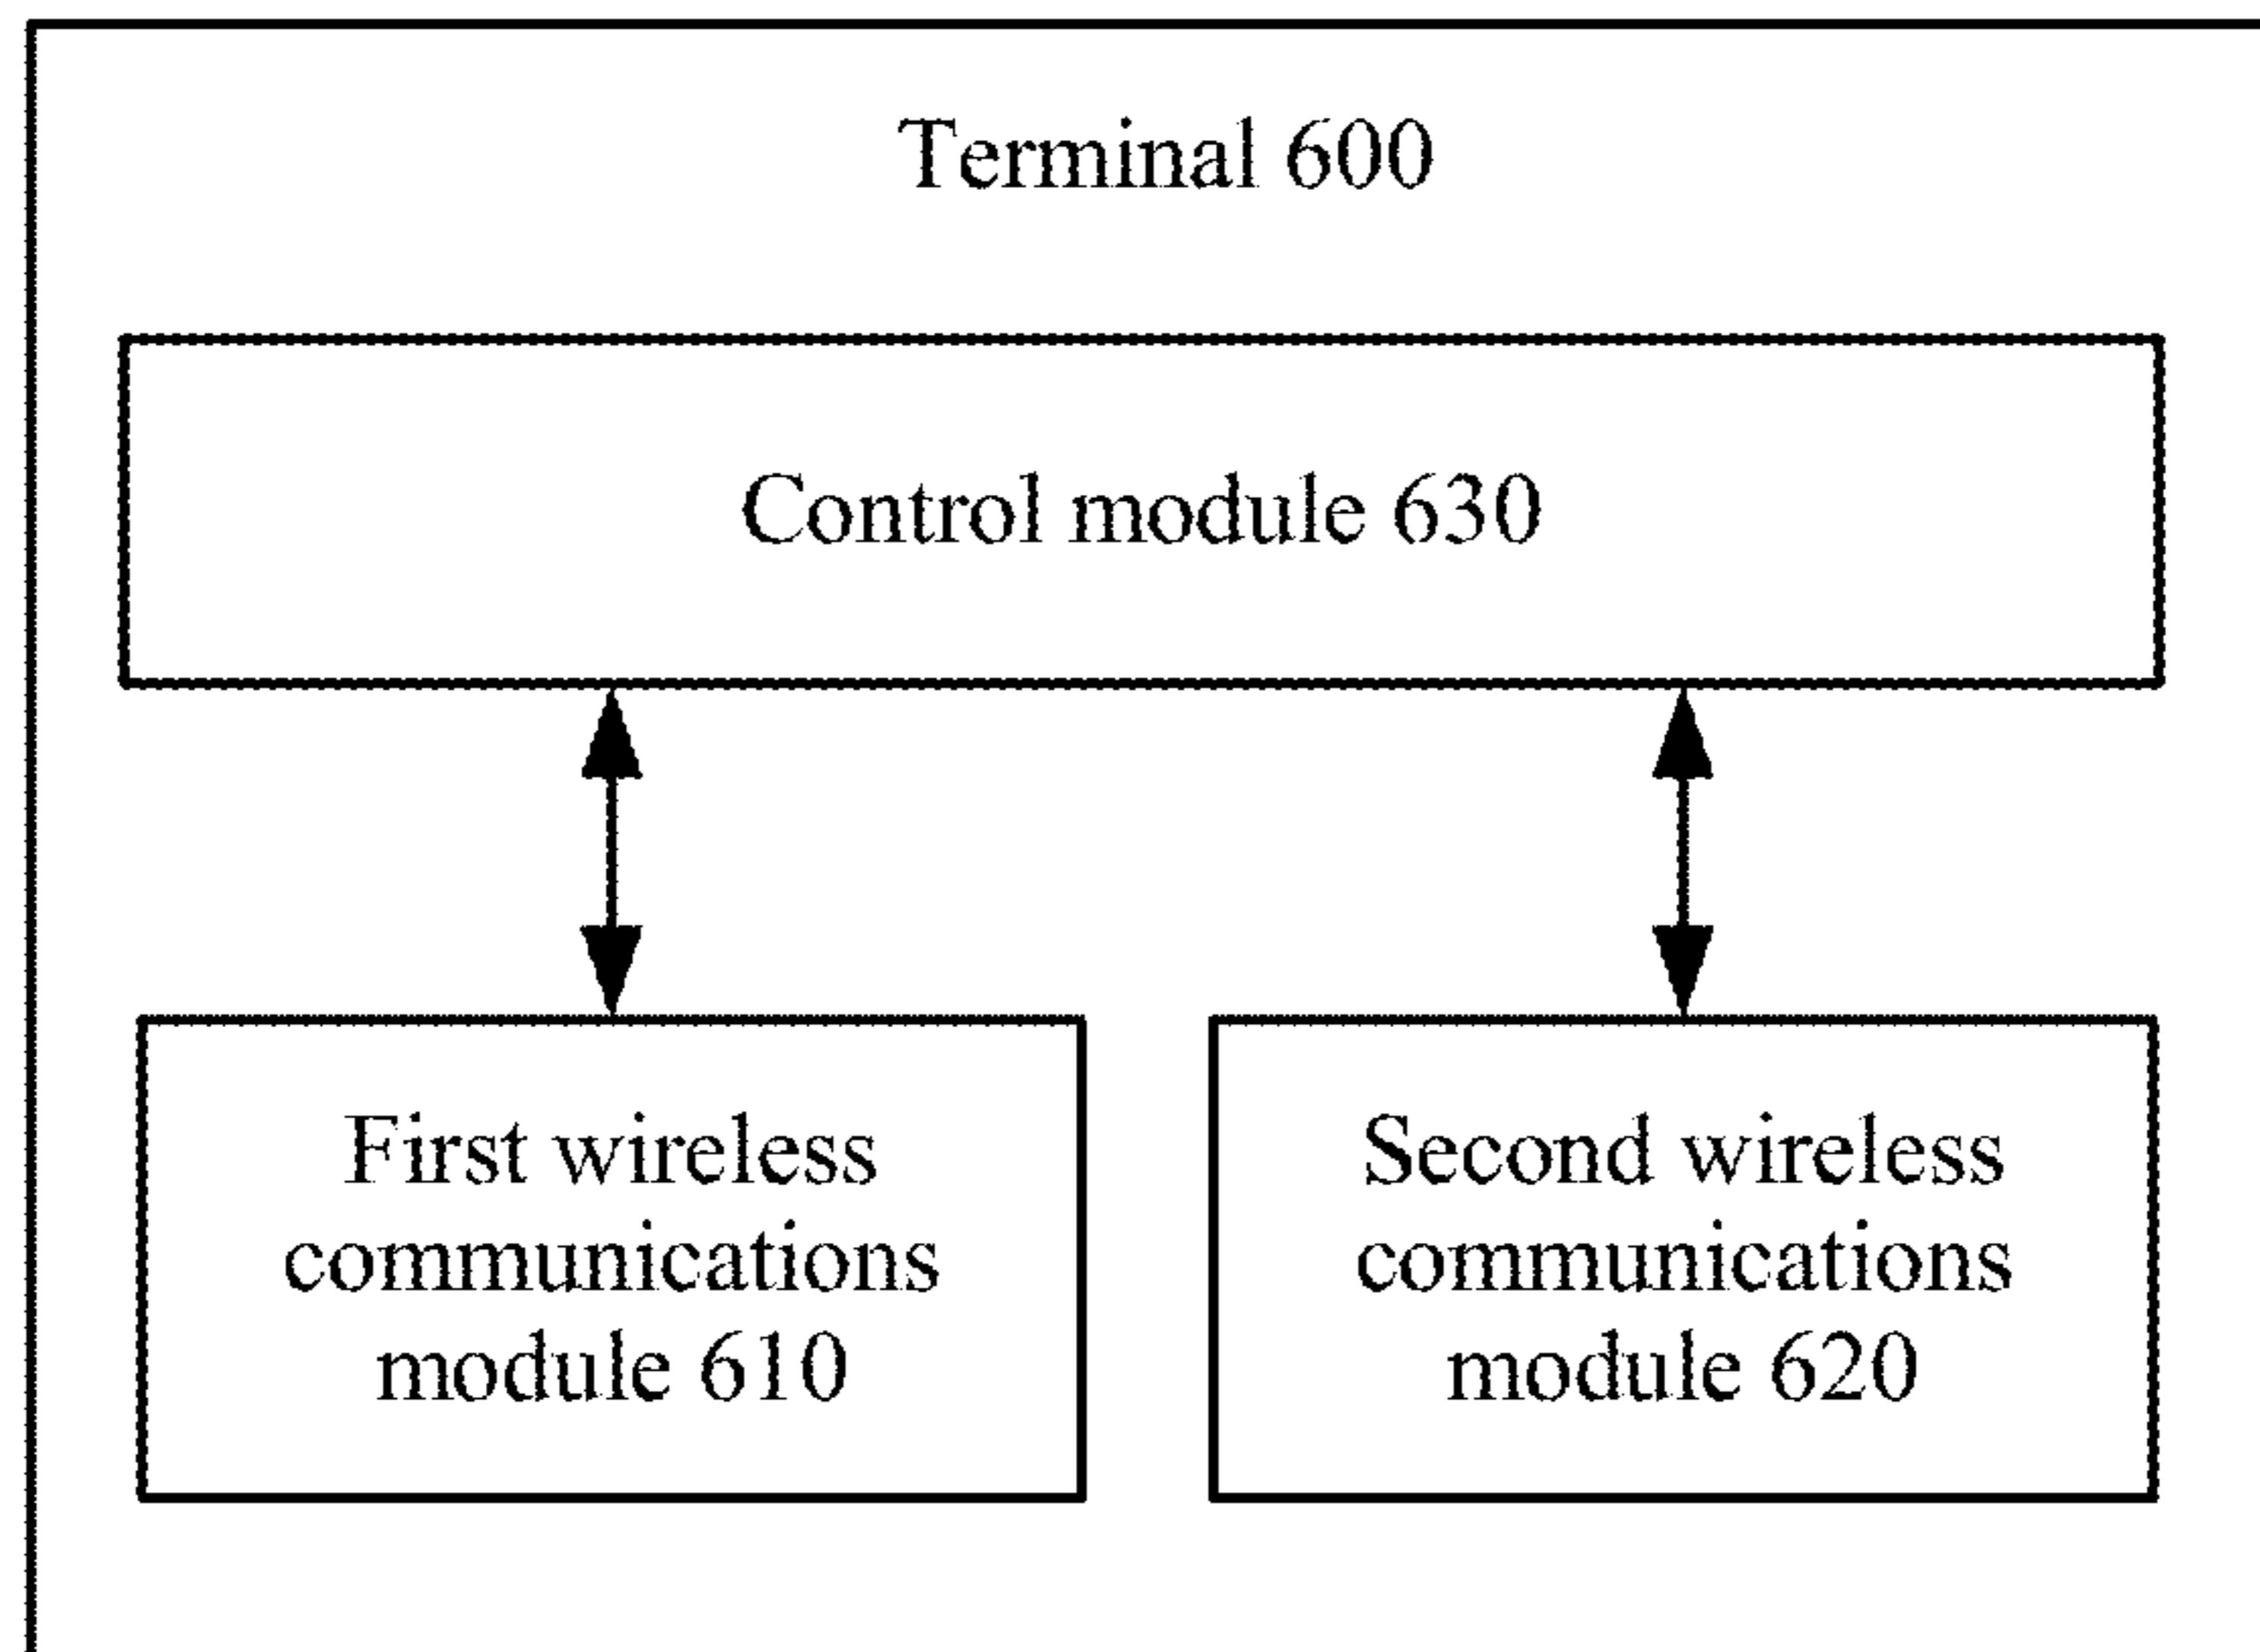 Terminal 600
Control module 630
First wireless
communications
module 610
Second wireless
communications
module 620